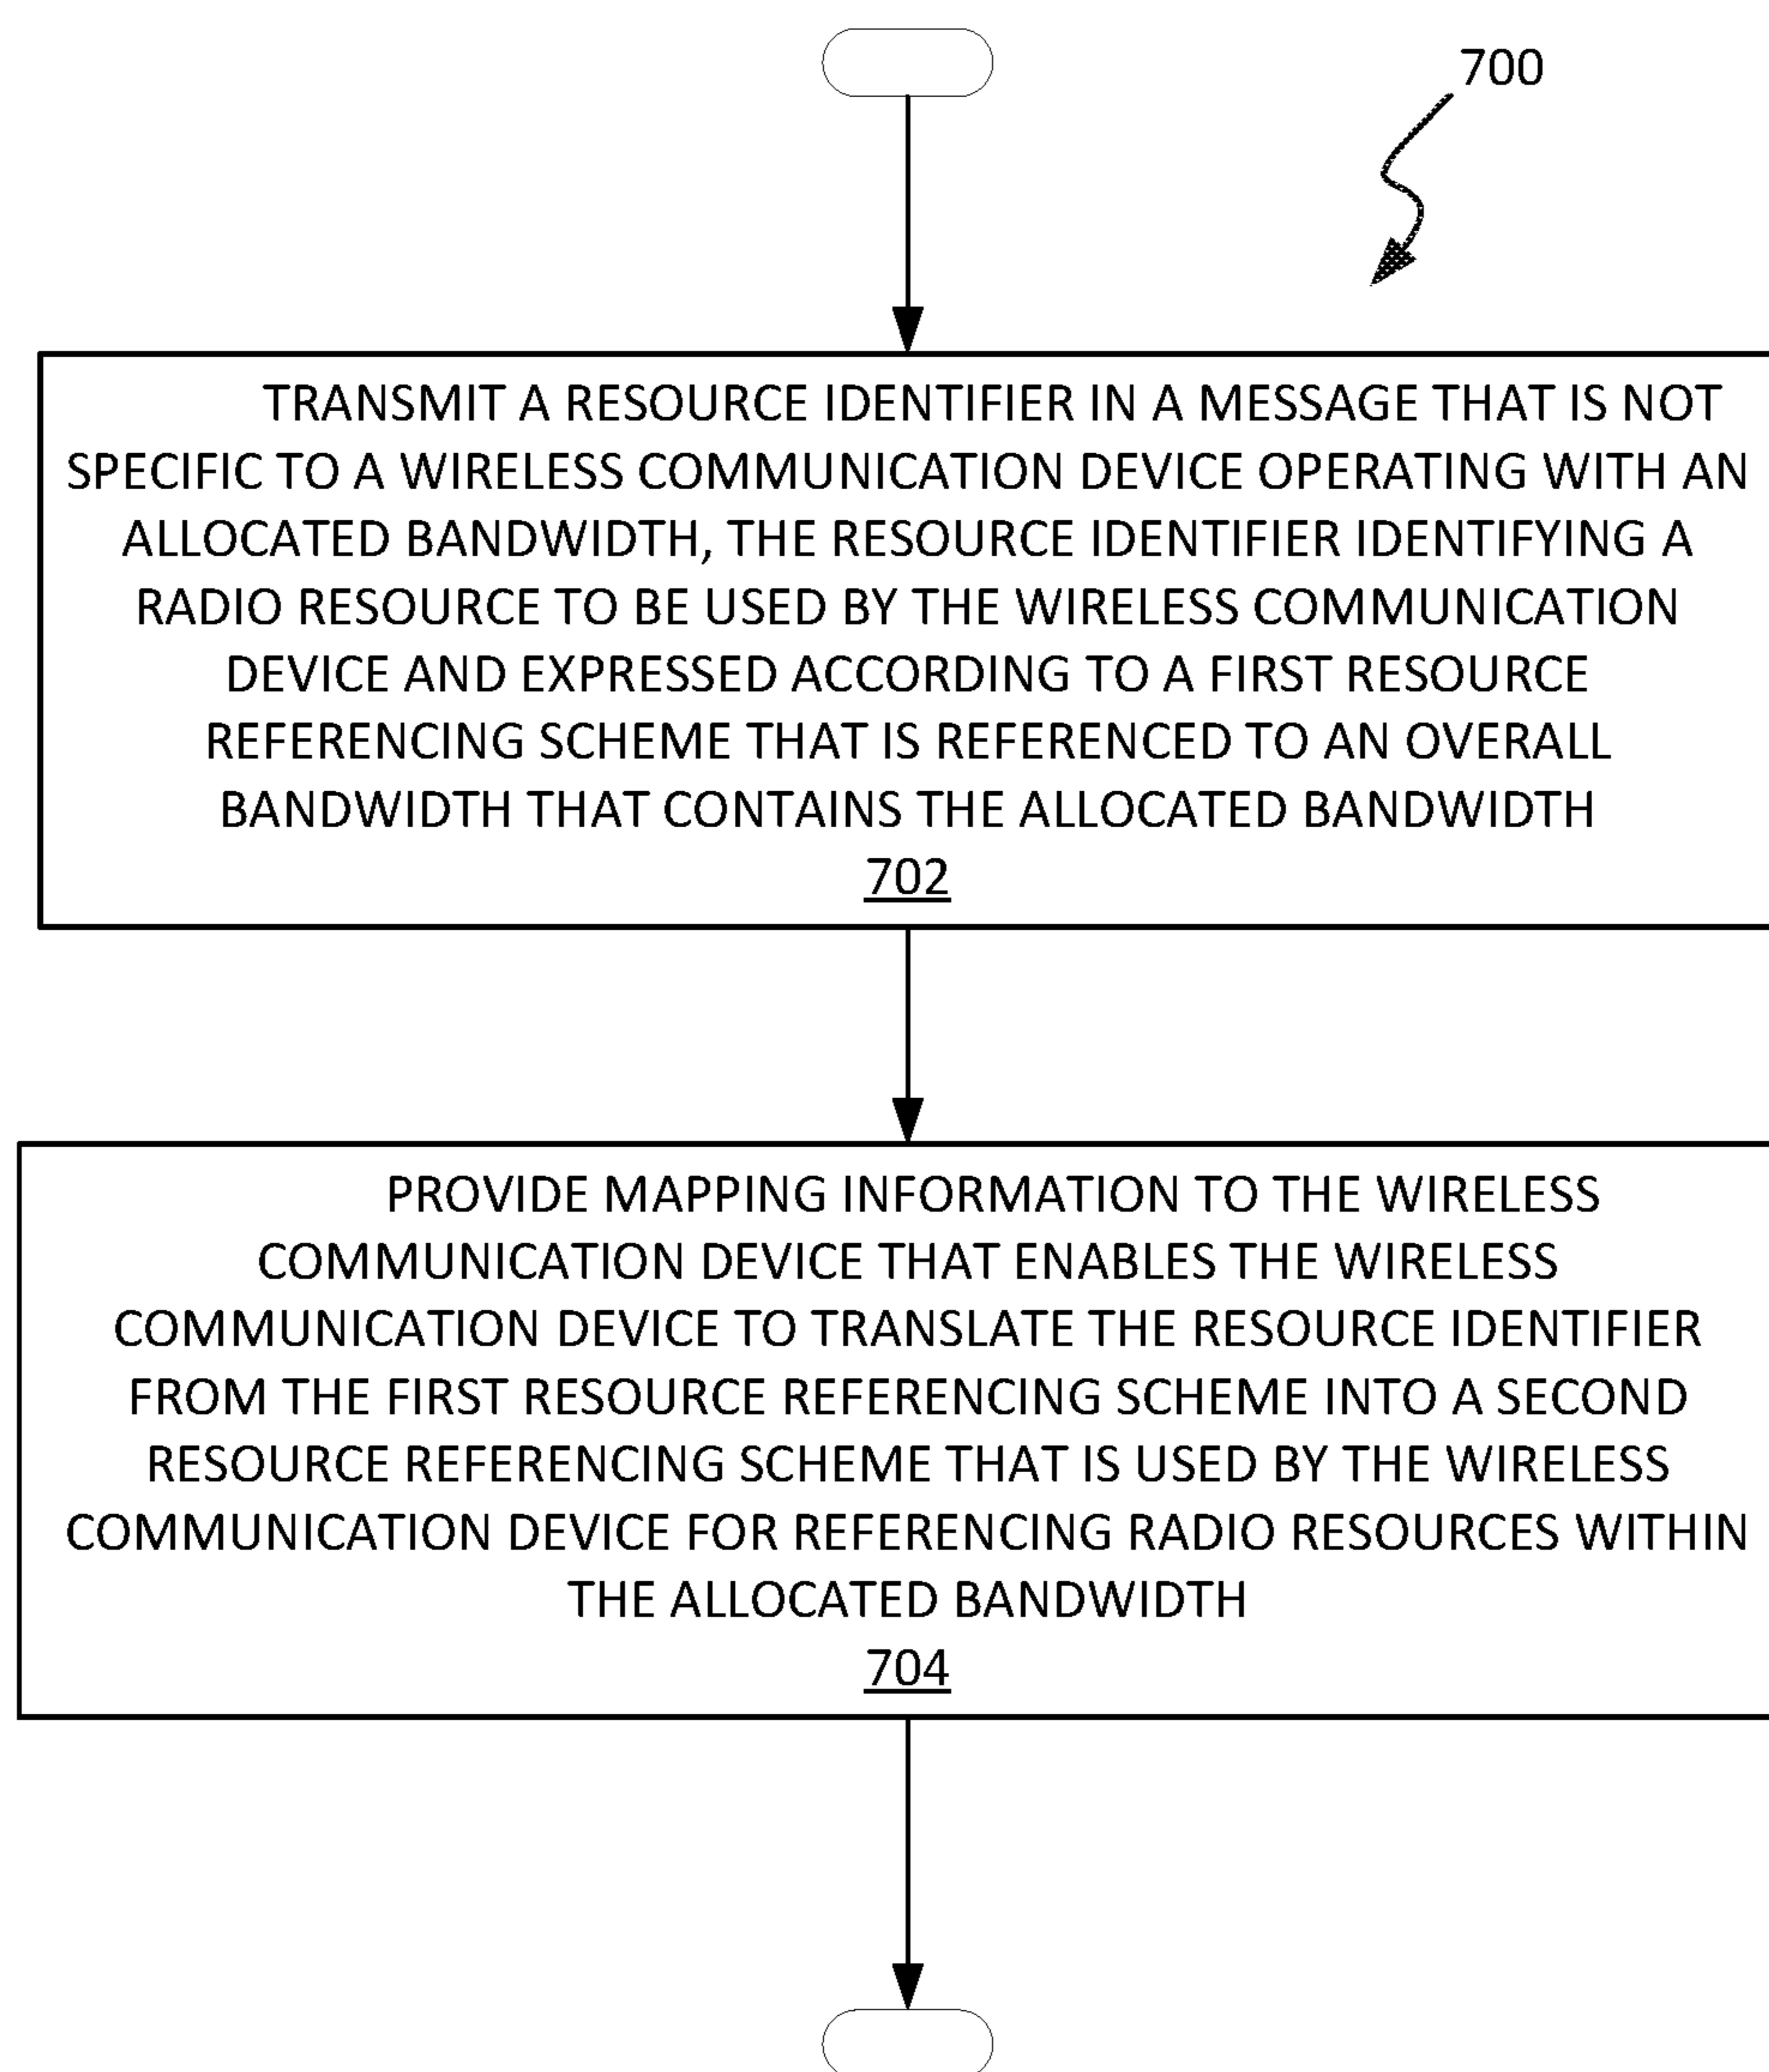 700
TRANSMIT A RESOURCE IDENTIFIER IN A MESSAGE THAT IS NOT
SPECIFIC TO A WIRELESS COMMUNICATION DEVICE OPERATING WITH AN
ALLOCATED BANDWIDTH, THE RESOURCE IDENTIFIER IDENTIFYING A
RADIO RESOURCE TO BE USED BY THE WIRELESS COMMUNICATION
DEVICE AND EXPRESSED ACCORDING TO A FIRST RESOURCE
REFERENCING SCHEME THAT IS REFERENCED TO AN OVERALL
BANDWIDTH THAT CONTAINS THE ALLOCATED BANDWIDTH
702
PROVIDE MAPPING INFORMATION TO THE WIRELESS
COMMUNICATION DEVICE THAT ENABLES THE WIRELESS
COMMUNICATION DEVICE TO TRANSLATE THE RESOURCE IDENTIFIER
FROM THE FIRST RESOURCE REFERENCING SCHEME INTO A SECOND
RESOURCE REFERENCING SCHEME THAT IS USED BY THE WIRELESS
COMMUNICATION DEVICE FOR REFERENCING RADIO RESOURCES WITHIN
THE ALLOCATED BANDWIDTH
704